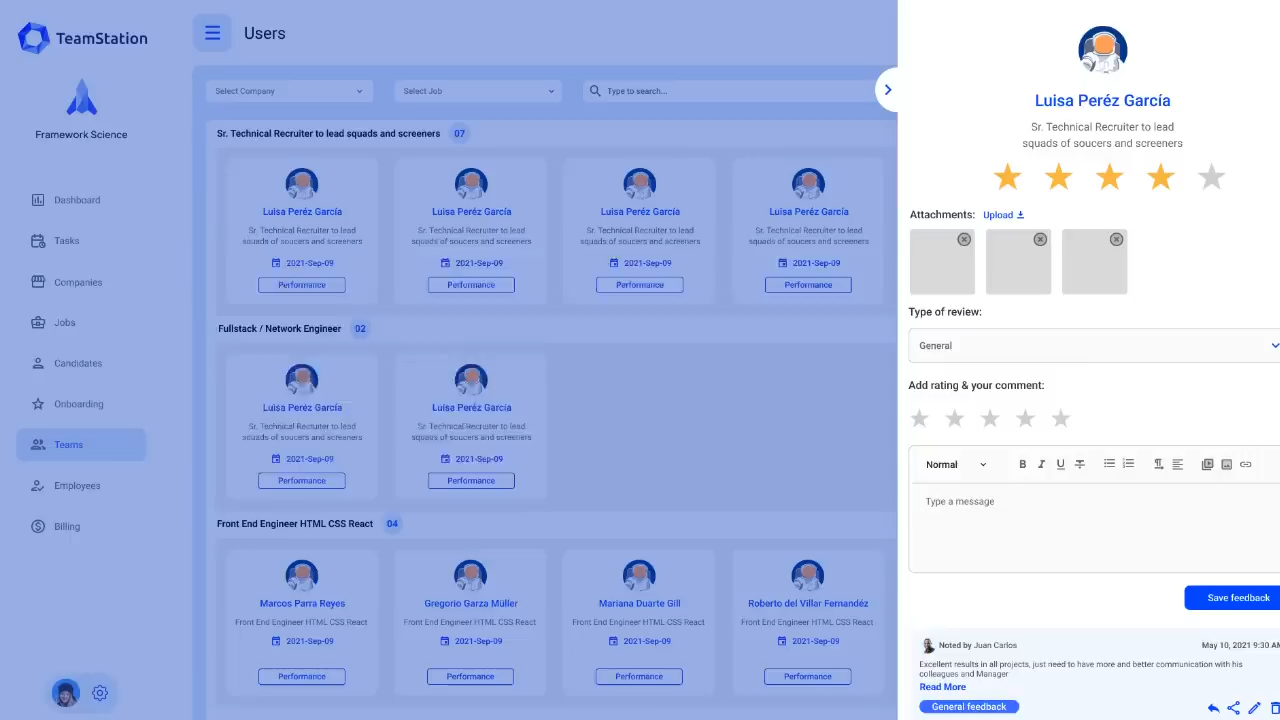 TeamStation
Framework Science
Dashboard
Tasks
Companies
Jobs
Candidates
Onboarding
Teams
Employees
Billing
Users
Select Company
Select Job
Type to search...
Sr. Technical Recruiter to lead squads and screeners 07
Luisa Peréz García
Sr. Technical Recruiter to lead
squads of soucers and screeners
2021-Sep-09
Performance
Luisa Peréz García
Sr. Technical Recruiter to lead
squads of soucers and screeners
2021-Sep-09
Performance
Luisa Peréz García
Sr. Technical Recruiter to lead
squads of soucers and screeners
2021-Sep-09
Performance
Luisa Peréz García
Sr. Technical Recruiter to lead
squads of soucers and screeners
2021-Sep-09
Performance
Fullstack / Network Engineer 02
Luisa Peréz García
Sr. Technical Recruiter to lead
squads of soucers and screeners
2021-Sep-09
Performance
Luisa Peréz García
Sr. Technical Recruiter to lead
squads of soucers and screeners
2021-Sep-09
Performance
Front End Engineer HTML CSS React 04
Marcos Parra Reyes
Front End Engineer HTML CSS React
2021-Sep-09
Performance
Gregorio Garza Müller
Front End Engineer HTML CSS React
2021-Sep-09
Performance
Mariana Duarte Gill
Front End Engineer HTML CSS React
2021-Sep-09
Performance
Roberto del Villar Fernandéz
Front End Engineer HTML CSS React
2021-Sep-09
Performance
Luisa Peréz García
Sr. Technical Recruiter to lead
squads of soucers and screeners
Attachments: Upload
Type of review:
General
Add rating & your comment:
Normal B I U T
Type a message
Save feedback
Noted by Juan Carlos May 10, 2021 9:30 AM
Excellent results in all projects, just need to have more and better communication with his
colleagues and Manager
Read More
General feedback